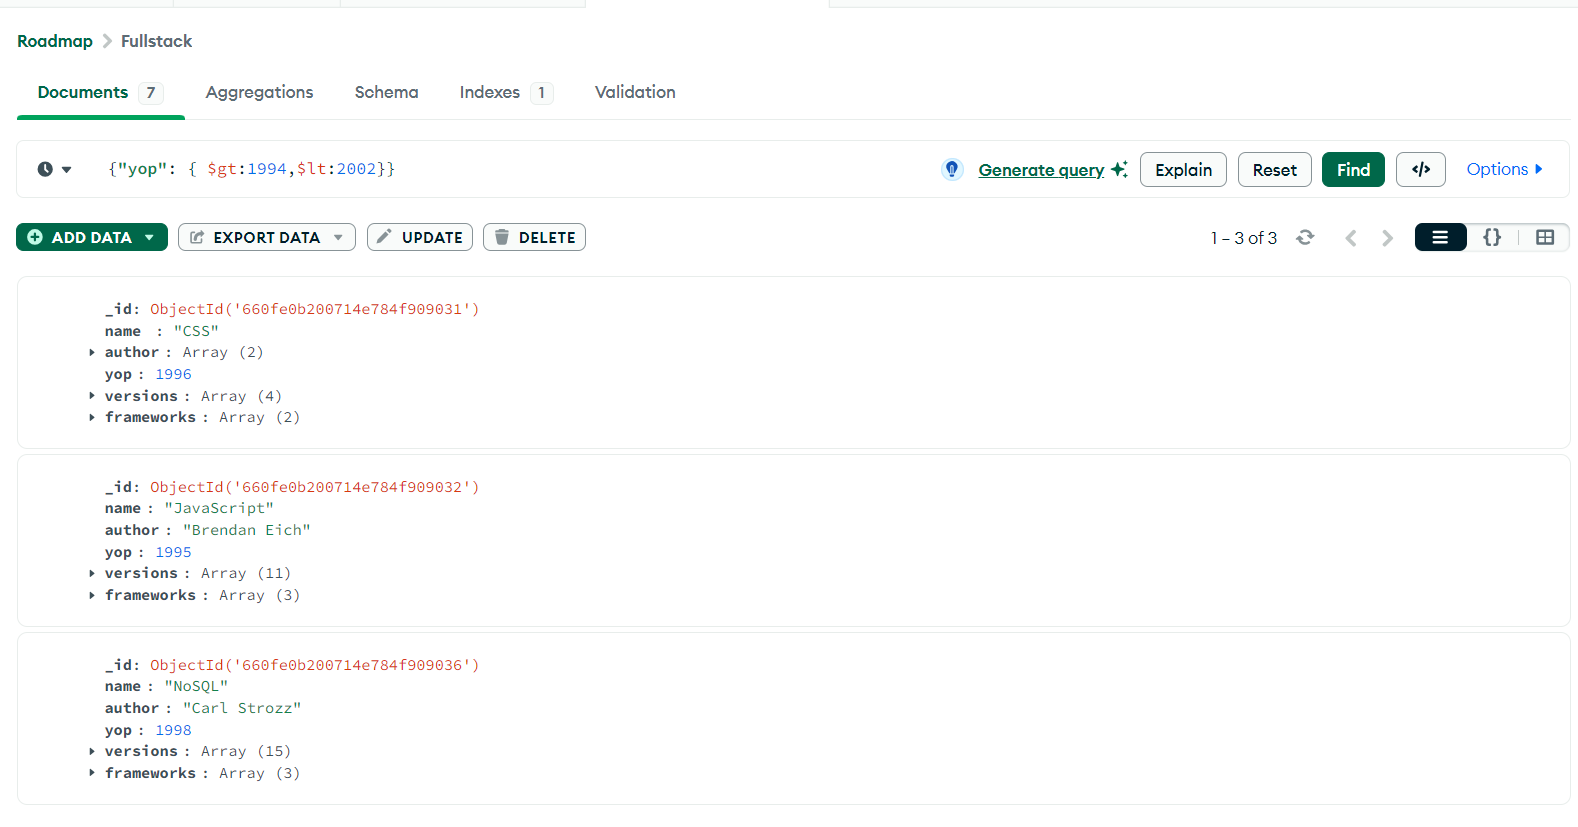 Roadmap > Fullstack
Documents 7 Aggregations Schema Indexes 1 Validation
{"yop": { $gt:1994,$lt:2002}} Generate query Explain Reset Find </> Options
ADD DATA EXPORT DATA UPDATE DELETE 1 – 3 of 3 {}
_id: ObjectId('660fe0b200714e784f909031')
name : "CSS"
author : Array (2)
yop : 1996
versions : Array (4)
frameworks : Array (2)
_id: ObjectId('660fe0b200714e784f909032')
name : "JavaScript"
author : "Brendan Eich"
yop : 1995
versions : Array (11)
frameworks : Array (3)
_id: ObjectId('660fe0b200714e784f909036')
name : "NoSQL"
author : "Carl Strozz"
yop : 1998
versions : Array (15)
frameworks : Array (3)